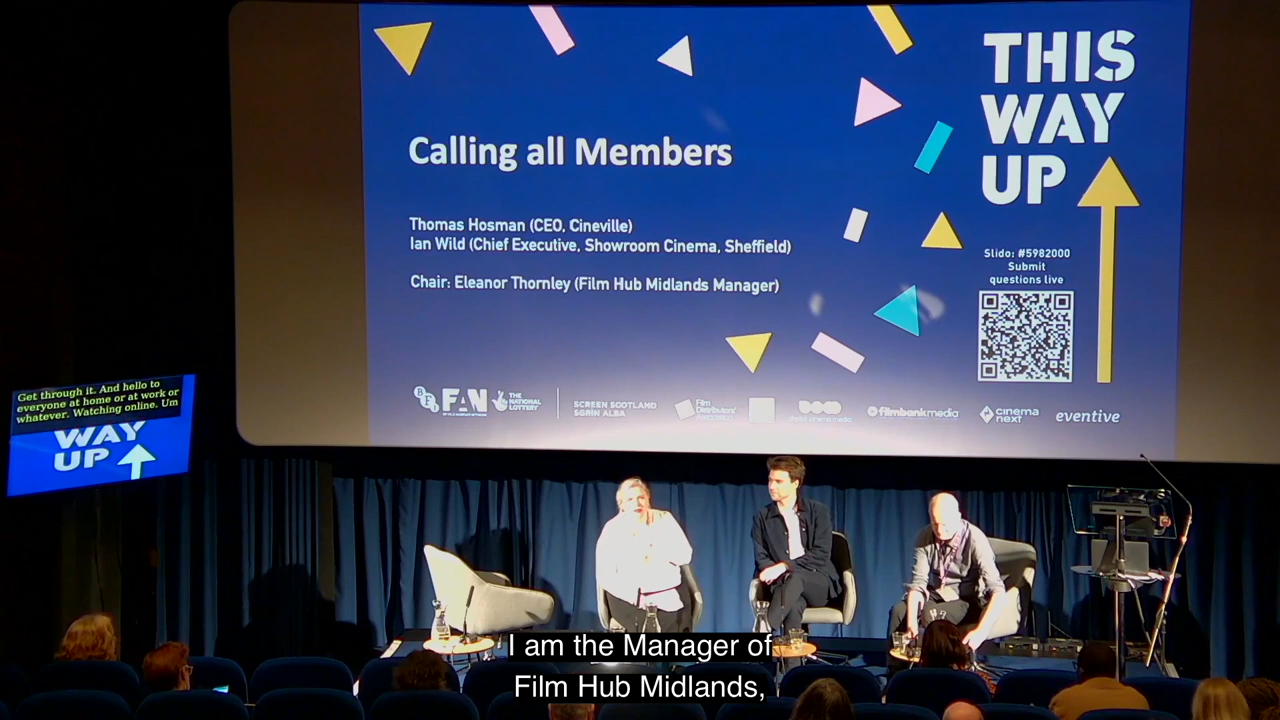 THIS
WAY
UP
Calling all Members
Thomas Hosman (CEO, Cineville)
Ian Wild (Chief Executive, Showroom Cinema, Sheffield)
Chair: Eleanor Thornley (Film Hub Midlands Manager)
Slido: #5982000
Submit
questions live
BFI FAN
THE
NATIONAL
LOTTERY
SCREEN SCOTLAND
SGRÌN ALBA
Film
Distributors'
filmbankmedia
cinema
next
eventive
Get through it. And hello to
everyone at home or at work or
whatever. Watching online. Um
WAY
UP
I am the Manager of
Film Hub Midlands,